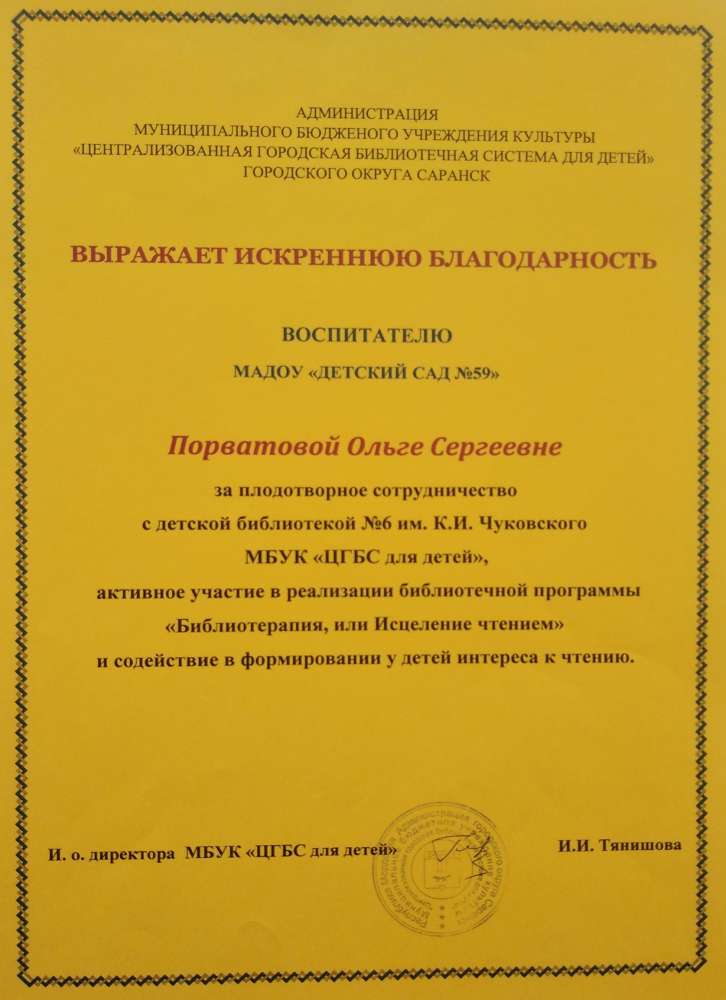 АДМИНИСТРАЦИЯ
МУНИЦИПАЛЬНОГО БЮДЖЕНОГО УЧРЕЖДЕНИЯ КУЛЬТУРЫ
«ЦЕНТРАЛИЗОВАННАЯ ГОРОДСКАЯ БИБЛИОТЕЧНАЯ СИСТЕМА ДЛЯ ДЕТЕЙ»
ГОРОДСКОГО ОКРУГА САРАНСК
ВЫРАЖАЕТ ИСКРЕННЮЮ БЛАГОДАРНОСТЬ
ВОСПИТАТЕЛЮ
МАДОУ «ДЕТСКИЙ САД №59»
Порватовой Ольге Сергеевне
за плодотворное сотрудничество
с детской библиотекой №6 им. К.И. Чуковского
МБУК «ЦГБС для детей»,
активное участие в реализации библиотечной программы
«Библиотерапия, или Исцеление чтением»
и содействие в формировании у детей интереса к чтению.
И. о. директора МБУК «ЦГБС для детей»
И.И. Тянишова
Республика Мордовия Администрация городского округа Саранск
Муниципальное бюджетное учреждение культуры